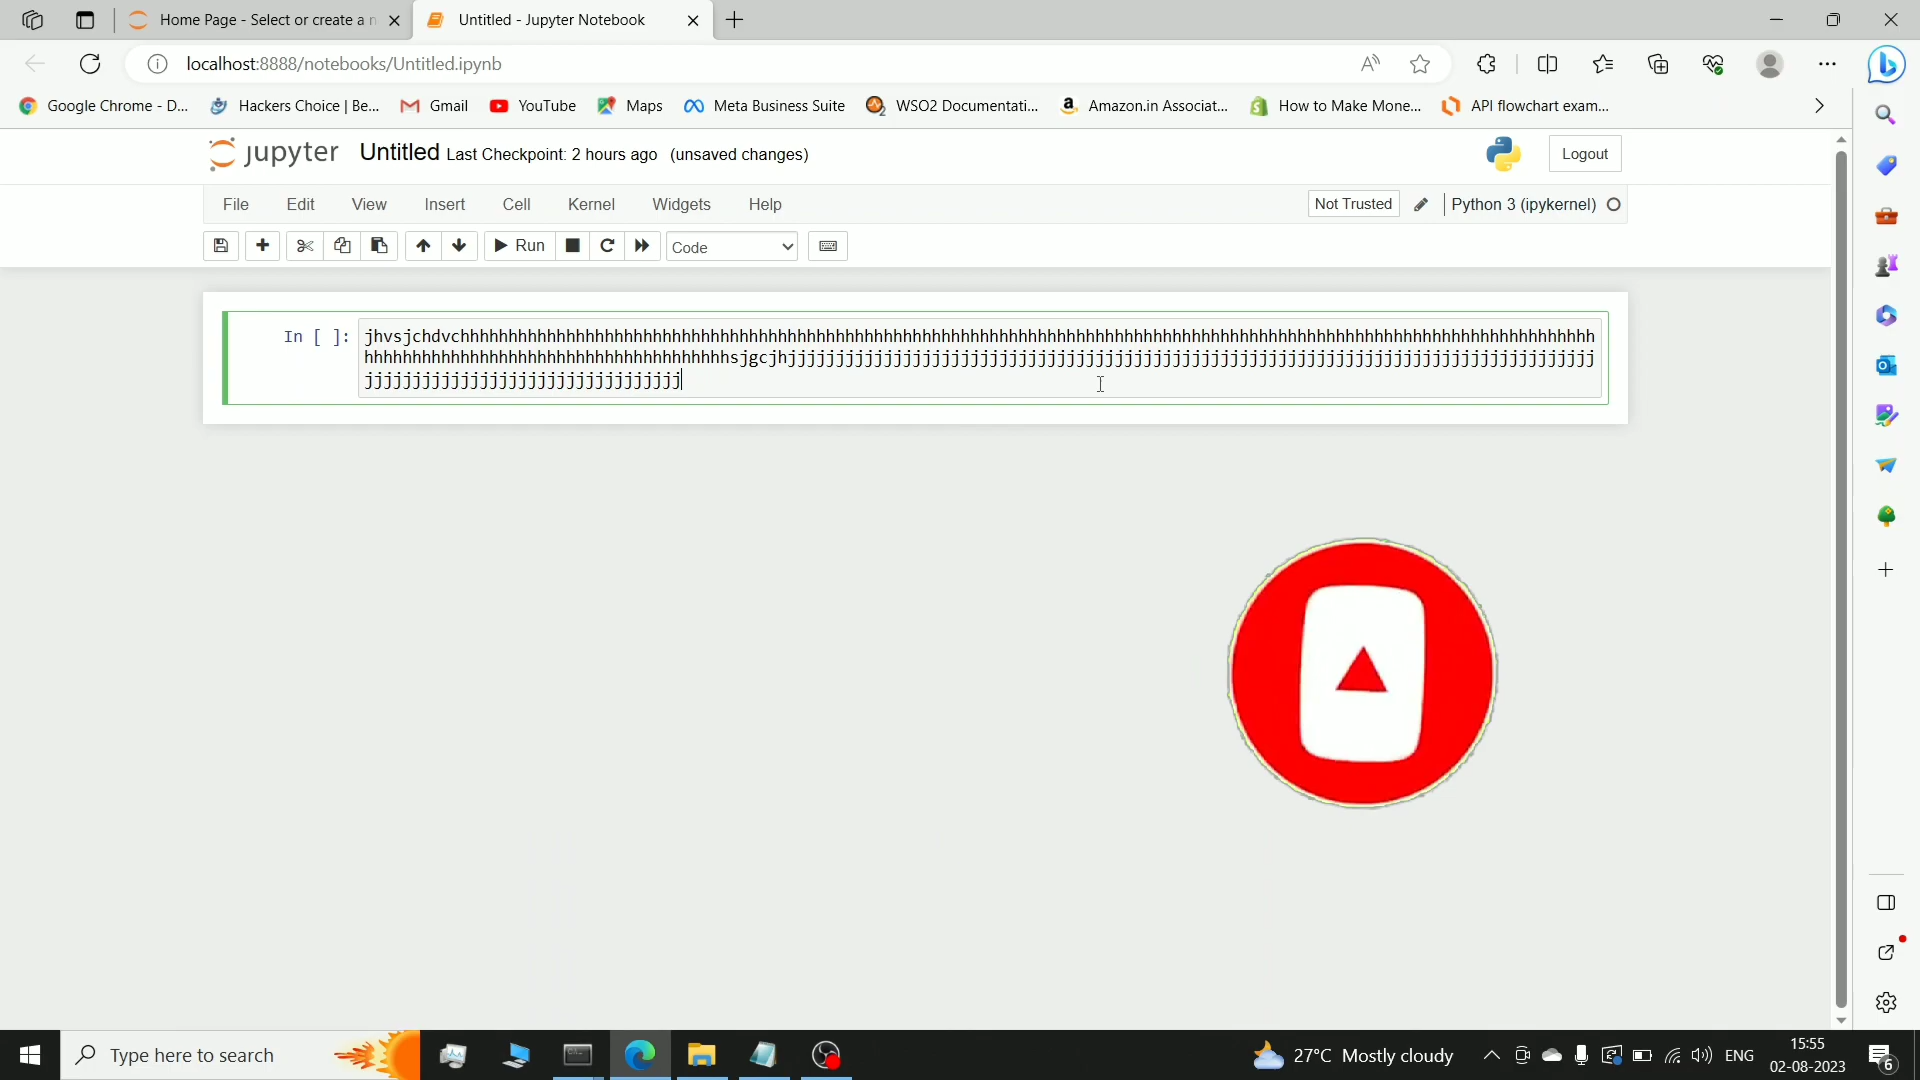 Home Page - Select or create a n
Untitled - Jupyter Notebook
localhost:8888/notebooks/Untitled.ipynb
Google Chrome - D...
Hackers Choice | Be...
Gmail
YouTube
Maps
Meta Business Suite
WSO2 Documentati...
Amazon.in Associat...
How to Make Mone...
API flowchart exam...
jupyter
Untitled Last Checkpoint: 2 hours ago (unsaved changes)
Logout
File Edit View Insert Cell Kernel Widgets Help
Not Trusted
Python 3 (ipykernel)
Run
Code
In [ ]:
Type here to search
27°C Mostly cloudy
ENG
15:55
02-08-2023
6